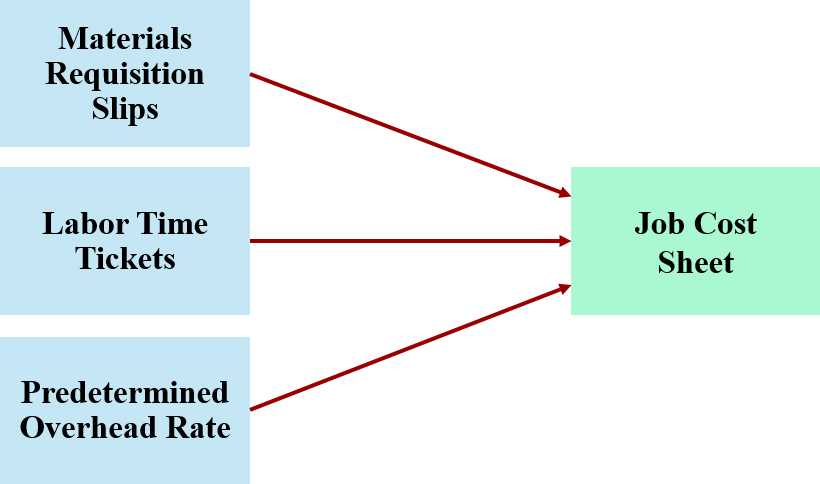 Materials
Requisition
Slips
Labor Time
Tickets
Job Cost
Sheet
Predetermined
Overhead Rate